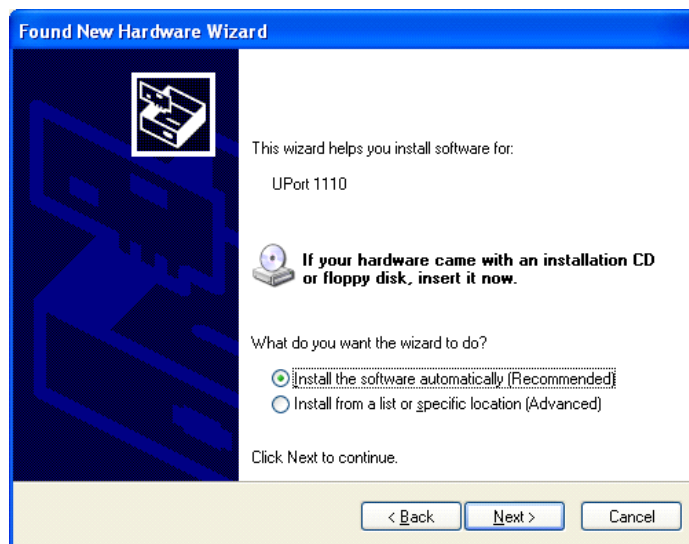 Found New Hardware Wizard
This wizard helps you install software for:
UPort 1110
If your hardware came with an installation CD
or floppy disk, insert it now.
What do you want the wizard to do?
Install the software automatically (Recommended)
Install from a list or specific location (Advanced)
Click Next to continue.
< Back
Next >
Cancel